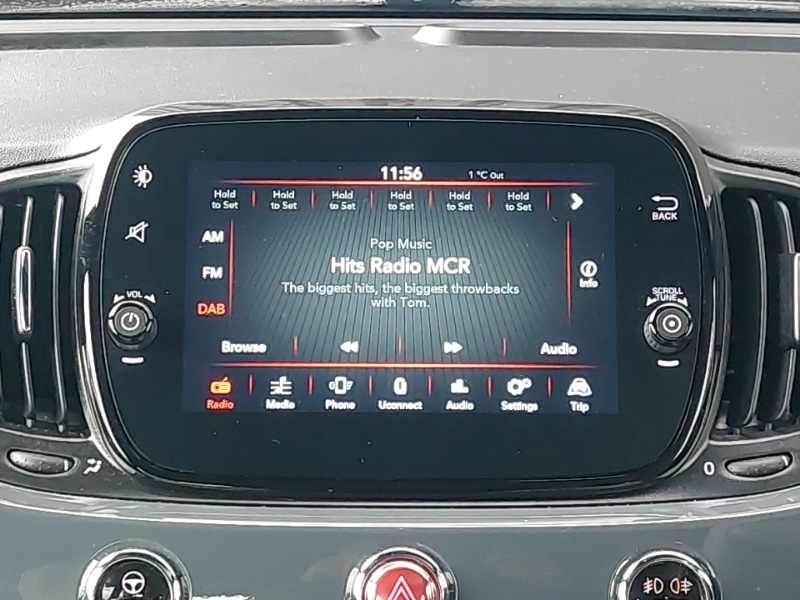 11:56 1 °C Out
Hold to Set Hold to Set Hold to Set Hold to Set Hold to Set Hold to Set
BACK
AM
FM
DAB
Pop Music
Hits Radio MCR
The biggest hits, the biggest throwbacks
with Tom.
Info
VOL
SCROLL
TUNE
Browse Audio
Radio Media Phone Uconnect Audio Settings Trip
0